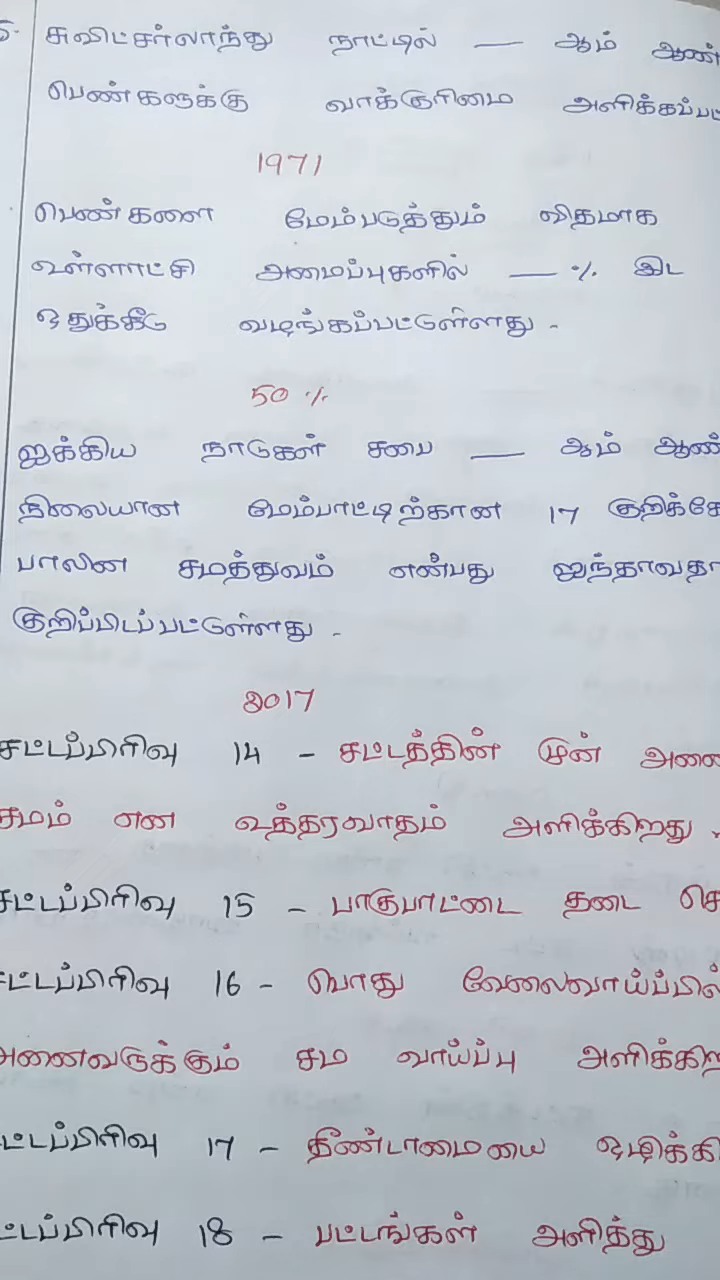 5. சுவிட்சர்லாந்து நாட்டில் — ஆம் ஆண்
பெண்களுக்கு வாக்குரிமை அளிக்கப்பட்
1971
பெண்களை மேம்படுத்தும் விதமாக
உள்ளாட்சி அமைப்புகளில் — % இட
ஒதுக்கீடு வழங்கப்பட்டுள்ளது.
50 %
ஐக்கிய நாடுகள் சபை — ஆம் ஆண்
நிலையான மேம்பாட்டிற்கான 17 குறிக்கோ
பாலின சமத்துவம் என்பது ஐந்தாவதா
குறிப்பிடப்பட்டுள்ளது.
2017
சட்டப்பிரிவு 14 - சட்டத்தின் முன் அனை
சமம் என உத்தரவாதம் அளிக்கிறது.
சட்டப்பிரிவு 15 - பாகுபாட்டை தடை செ
சட்டப்பிரிவு 16 - பொது வேலைவாய்ப்பில்
அனைவருக்கும் சம வாய்ப்பு அளிக்கிற
சட்டப்பிரிவு 17 - தீண்டாமையை ஒழிக்கி
சட்டப்பிரிவு 18 - பட்டங்கள் அளித்து